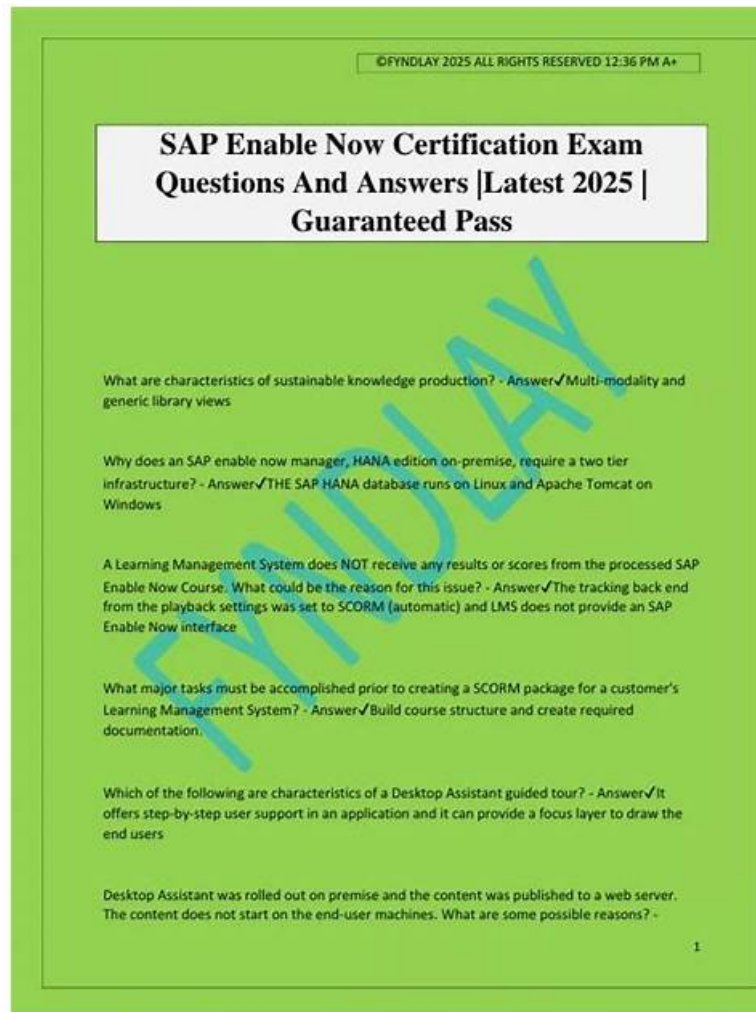 ©FYNDLAY 2025 ALL RIGHTS RESERVED 12:36 PM A+
SAP Enable Now Certification Exam
Questions And Answers |Latest 2025 |
Guaranteed Pass
What are characteristics of sustainable knowledge production? - Answer✓Multi-modality and
generic library views
Why does an SAP enable now manager, HANA edition on-premise, require a two tier
infrastructure? - Answer✓THE SAP HANA database runs on Linux and Apache Tomcat on
Windows
A Learning Management System does NOT receive any results or scores from the processed SAP
Enable Now Course. What could be the reason for this issue? - Answer✓The tracking back end
from the playback settings was set to SCORM (automatic) and LMS does not provide an SAP
Enable Now interface
What major tasks must be accomplished prior to creating a SCORM package for a customer's
Learning Management System? - Answer✓Build course structure and create required
documentation.
Which of the following are characteristics of a Desktop Assistant guided tour? - Answer✓It
offers step-by-step user support in an application and it can provide a focus layer to draw the
end users
Desktop Assistant was rolled out on premise and the content was published to a web server.
The content does not start on the end-user machines. What are some possible reasons? -
1
FYNDLAY